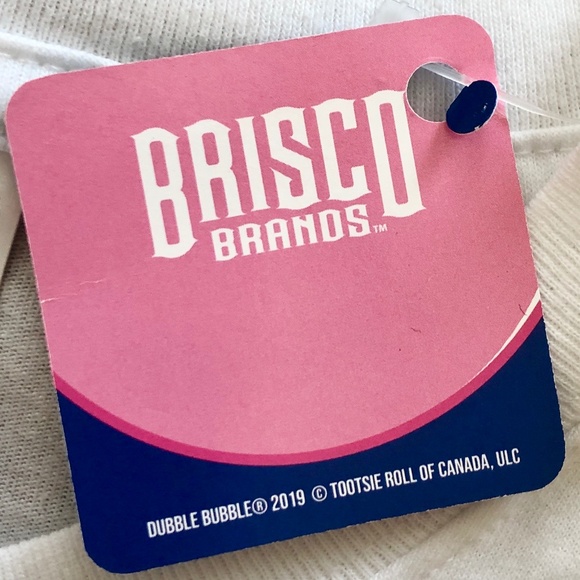 BRISCO
BRANDS™
DUBBLE BUBBLE® 2019 © TOOTSIE ROLL OF CANADA, ULC